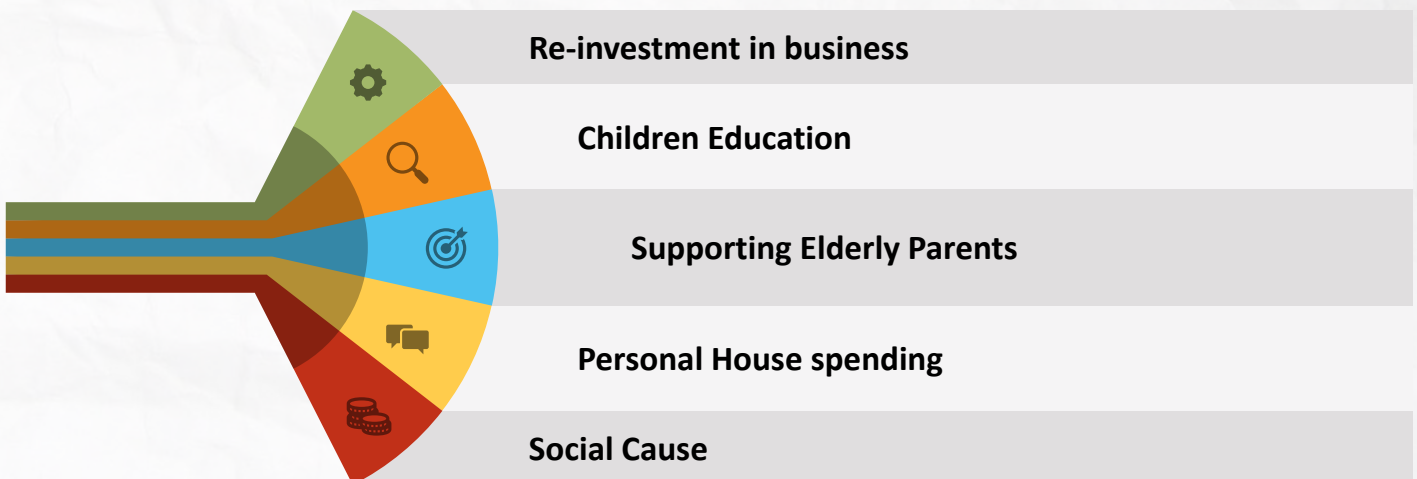 Re-investment in business
Children Education
Supporting Elderly Parents
Personal House spending
Social Cause